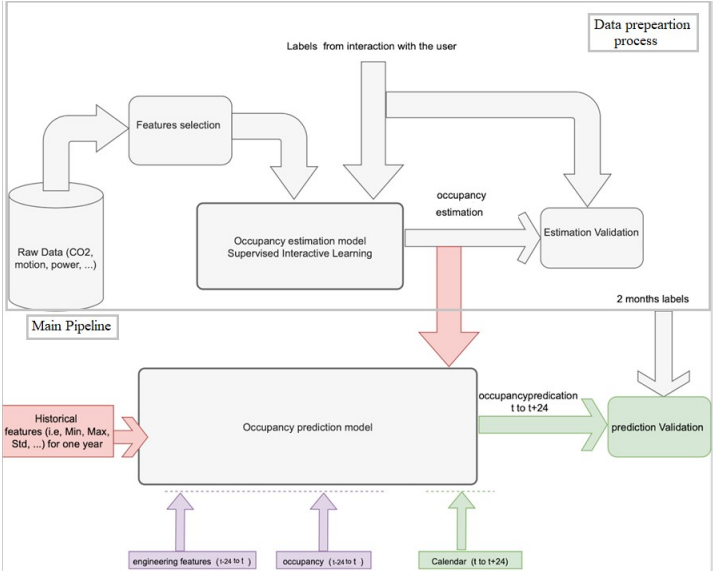 Data prepeartion
process
Labels from interaction with the user
Features selection
occupancy
estimation
Raw Data (CO2,
motion, power, ...)
Occupancy estimation model
Supervised Interactive Learning
Estimation Validation
2 months labels
Main Pipeline
Historical
features (i.e, Min, Max,
Std, ...) for one year
Occupancy prediction model
occupancypredication
t to t+24
prediction Validation
engineering features (t-24 to t )
occupancy (t-24 to t )
Calendar (t to t+24)